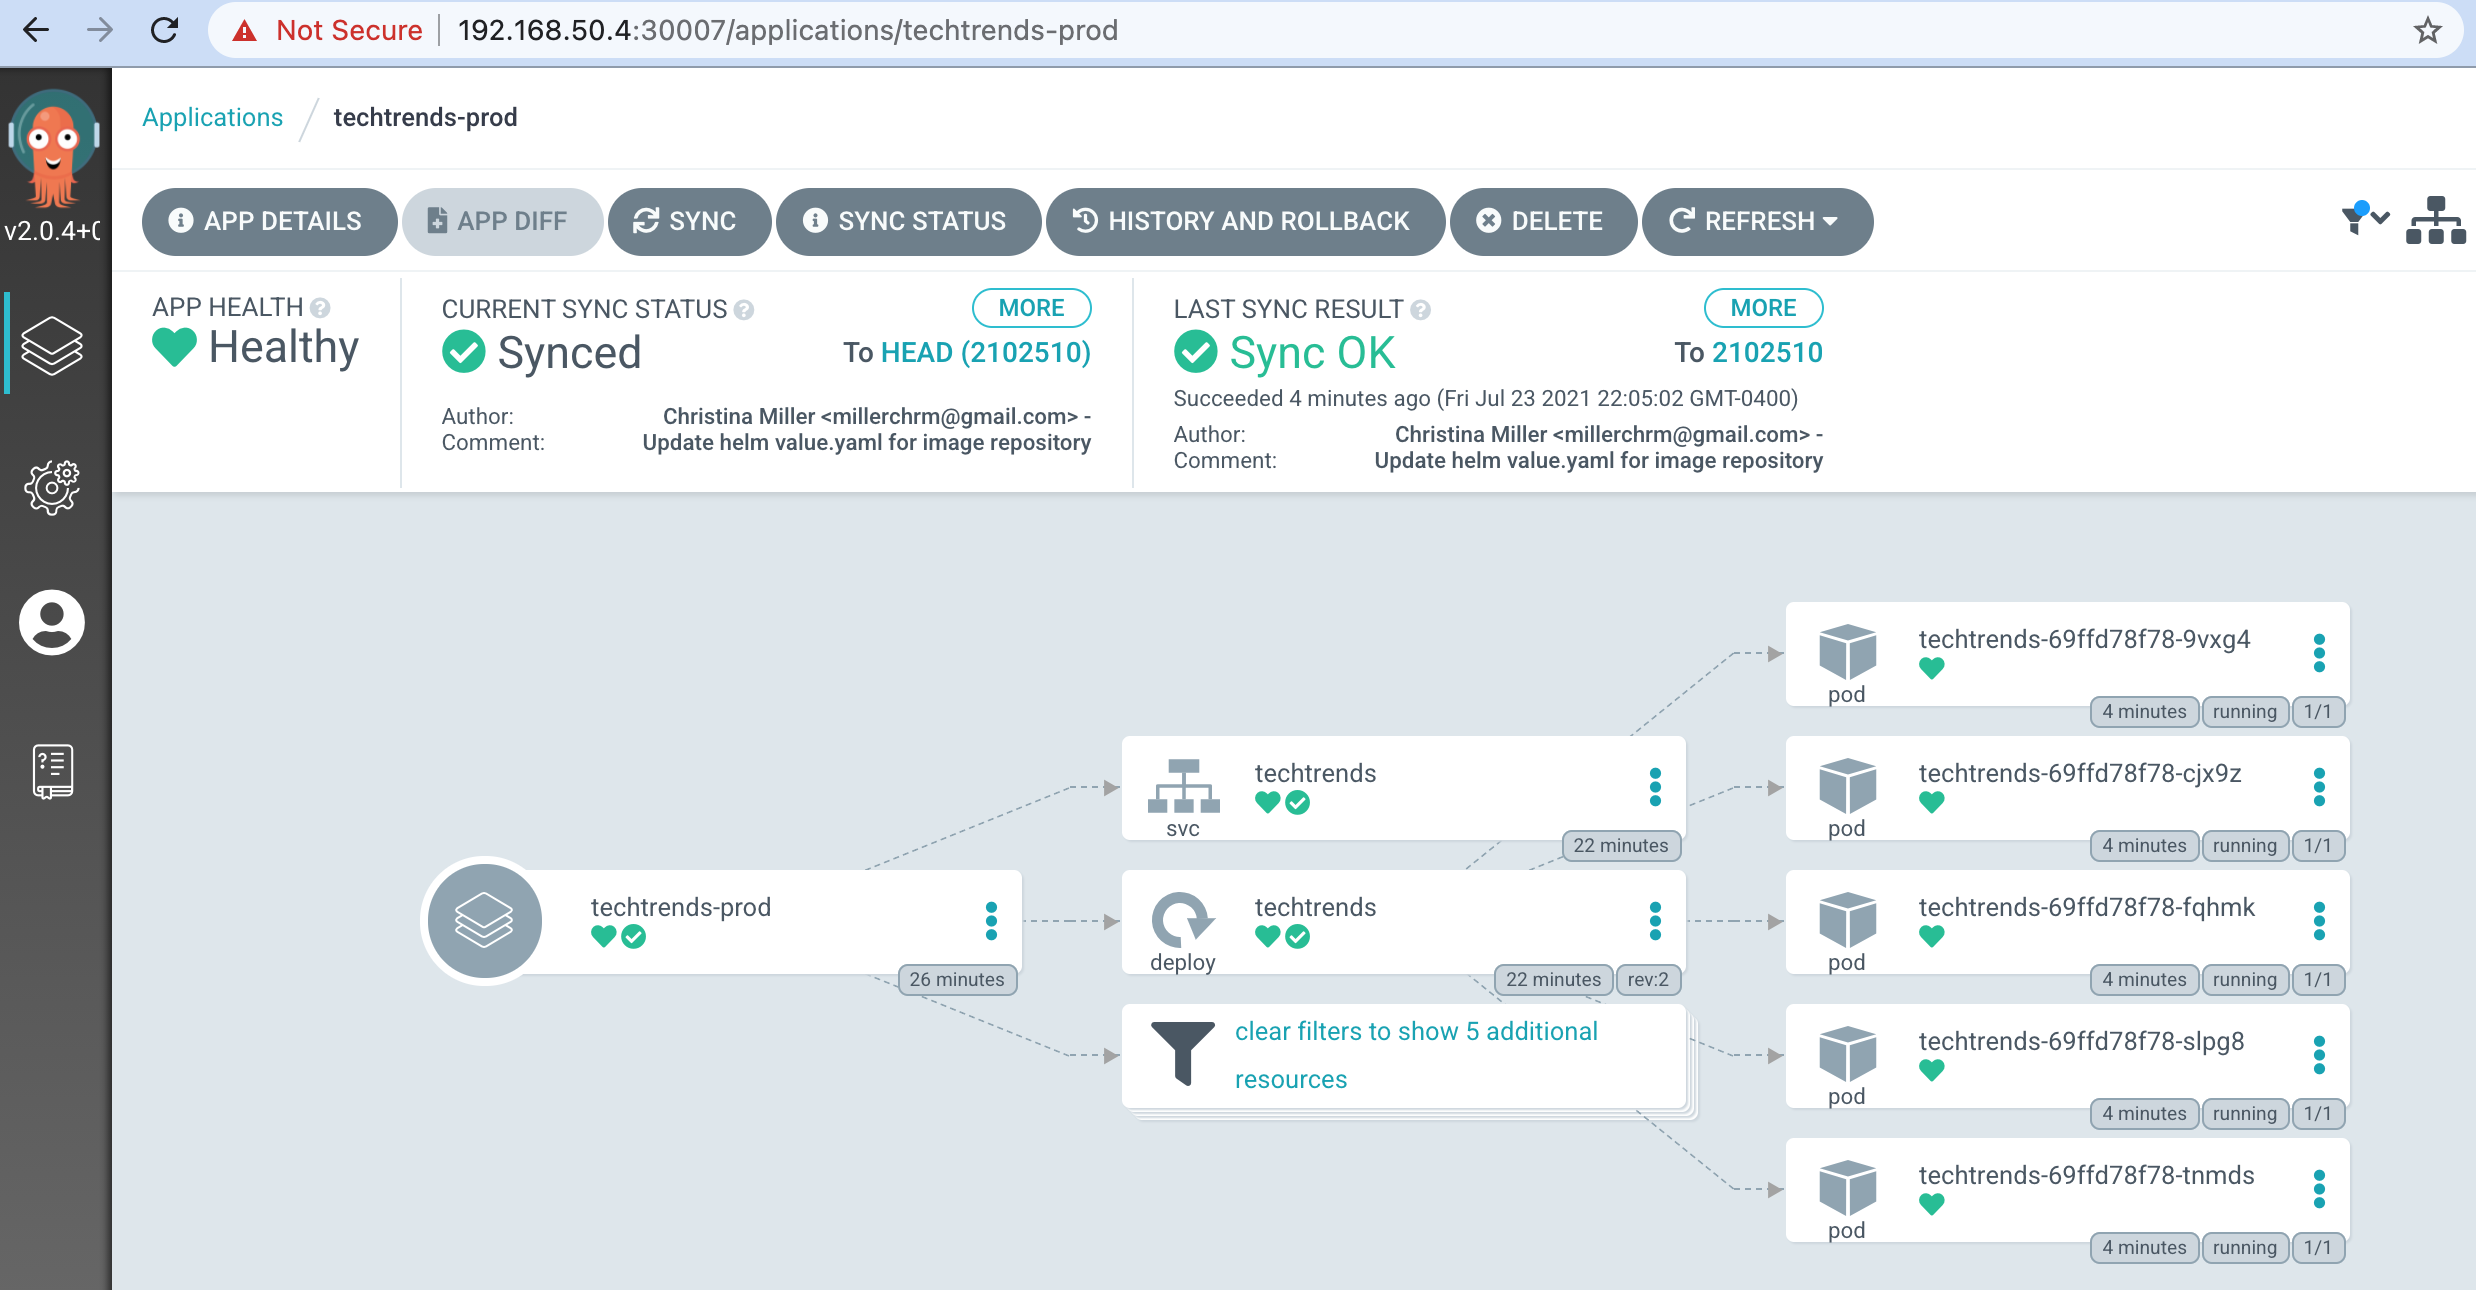 Not Secure 192.168.50.4:30007/applications/techtrends-prod
v2.0.4+0
Applications / techtrends-prod
APP DETAILS APP DIFF SYNC SYNC STATUS HISTORY AND ROLLBACK DELETE REFRESH
APP HEALTH
Healthy
CURRENT SYNC STATUS MORE
Synced To HEAD (2102510)
Author: Christina Miller <millerchrm@gmail.com> -
Comment: Update helm value.yaml for image repository
LAST SYNC RESULT MORE
Sync OK To 2102510
Succeeded 4 minutes ago (Fri Jul 23 2021 22:05:02 GMT-0400)
Author: Christina Miller <millerchrm@gmail.com> -
Comment: Update helm value.yaml for image repository
techtrends-prod
26 minutes
techtrends
svc
22 minutes
techtrends
deploy
22 minutes rev:2
clear filters to show 5 additional
resources
techtrends-69ffd78f78-9vxg4
pod
4 minutes running 1/1
techtrends-69ffd78f78-cjx9z
pod
4 minutes running 1/1
techtrends-69ffd78f78-fqhmk
pod
4 minutes running 1/1
techtrends-69ffd78f78-slpg8
pod
4 minutes running 1/1
techtrends-69ffd78f78-tnmds
pod
4 minutes running 1/1